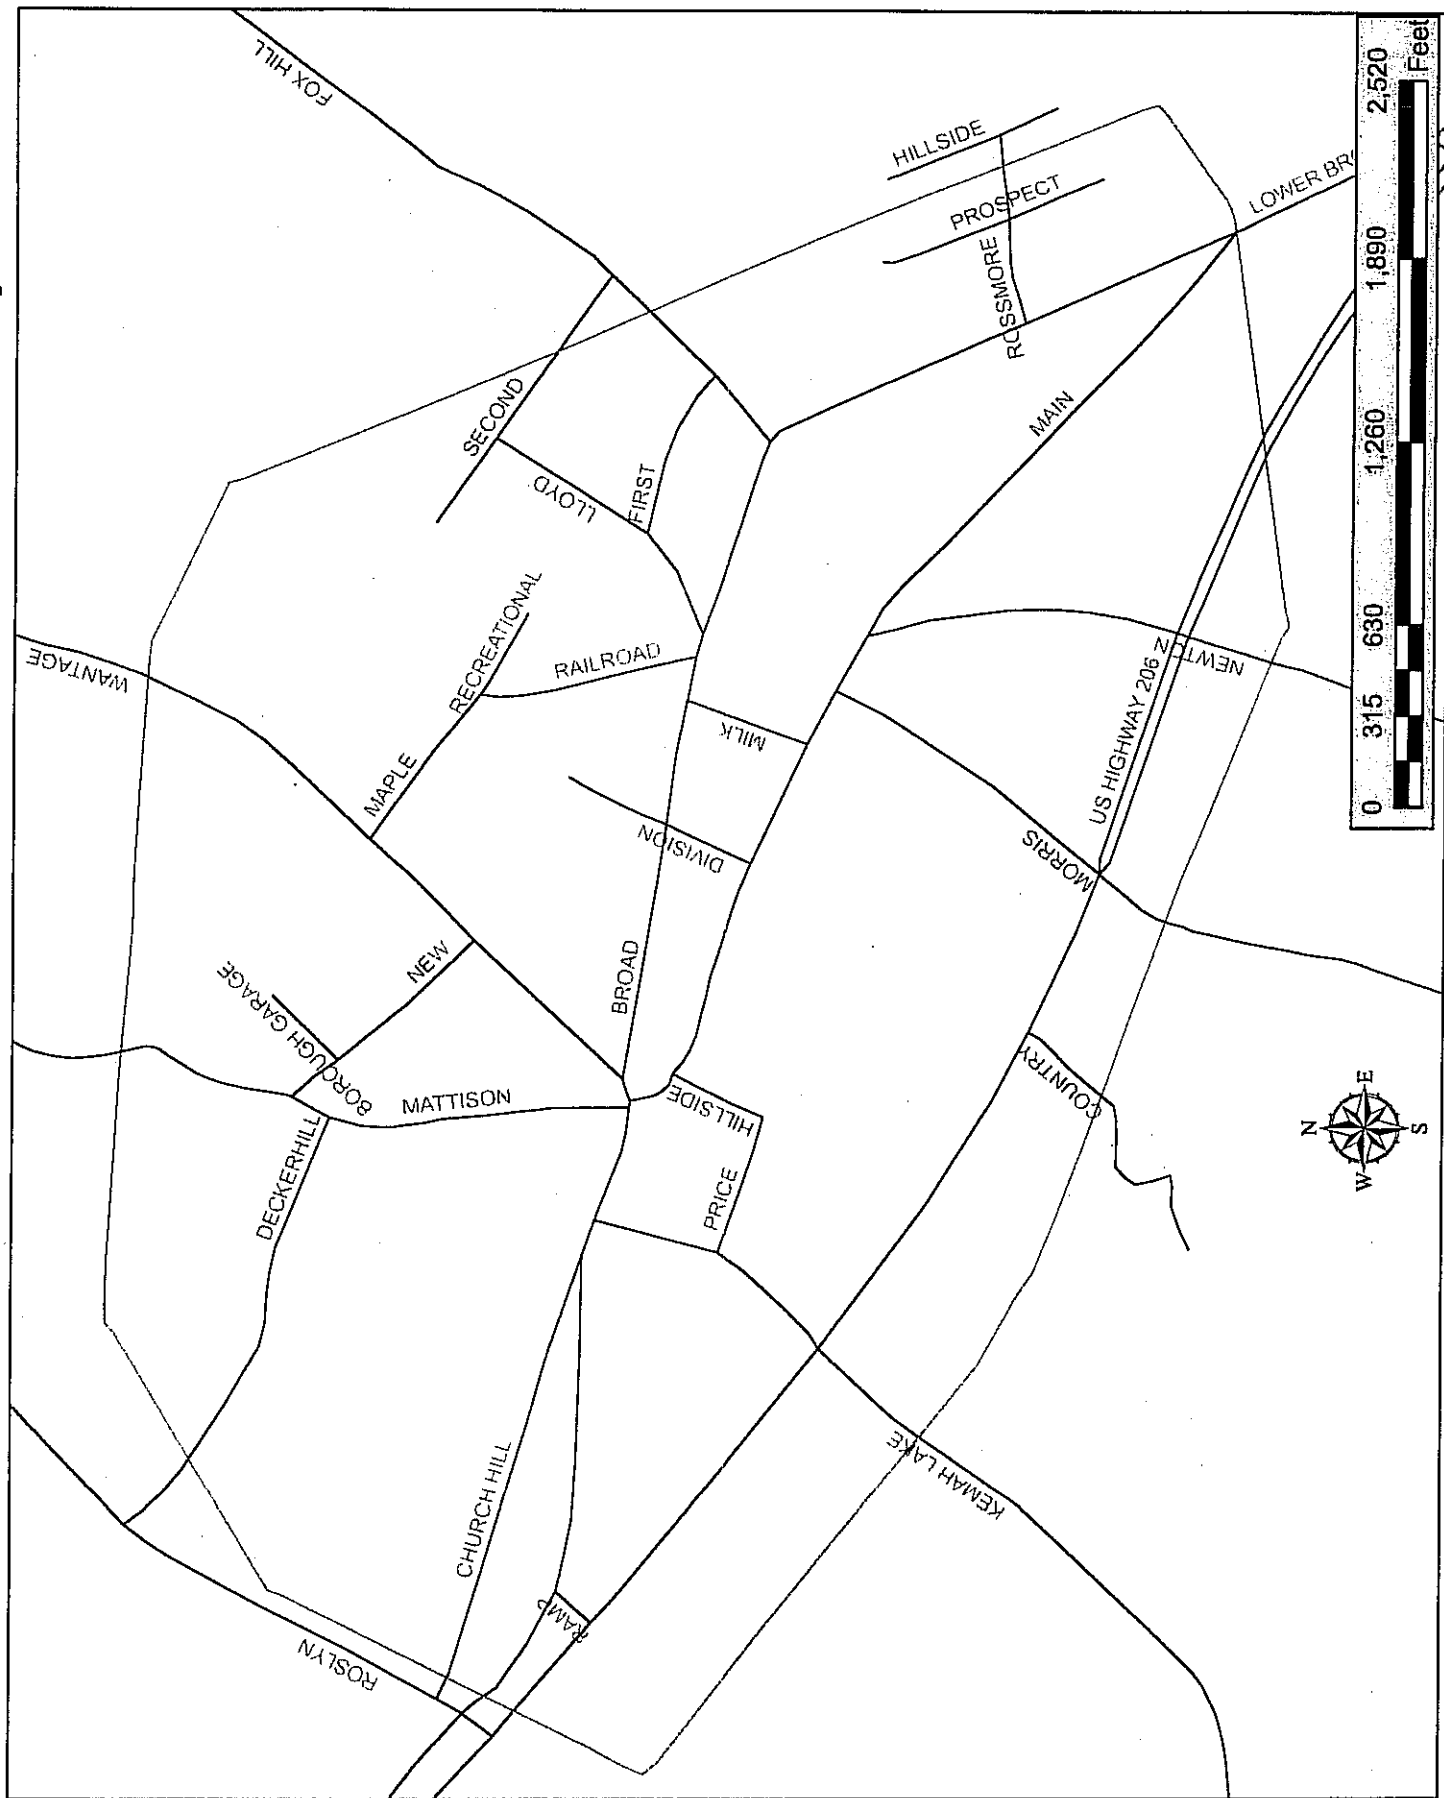 FOX HILL
WANTAGE
HILLSIDE
PROSPECT
ROSSMORE
LOWER BR
SECOND
LLOYD
FIRST
MAIN
RECREATIONAL
RAILROAD
MAPLE
MILK
DIVISION
NEWTON
US HIGHWAY 206
MORRIS
NEW
BOROUGH GARAGE
BROAD
MATTISON
HILLSIDE
PRICE
COUNTRY
DECKERHILL
CHURCH HILL
KEMAH LAKE
RAMP
ROSLYN
0 315 630 1,260 1,890 2,520
Feet
N
E
S
W